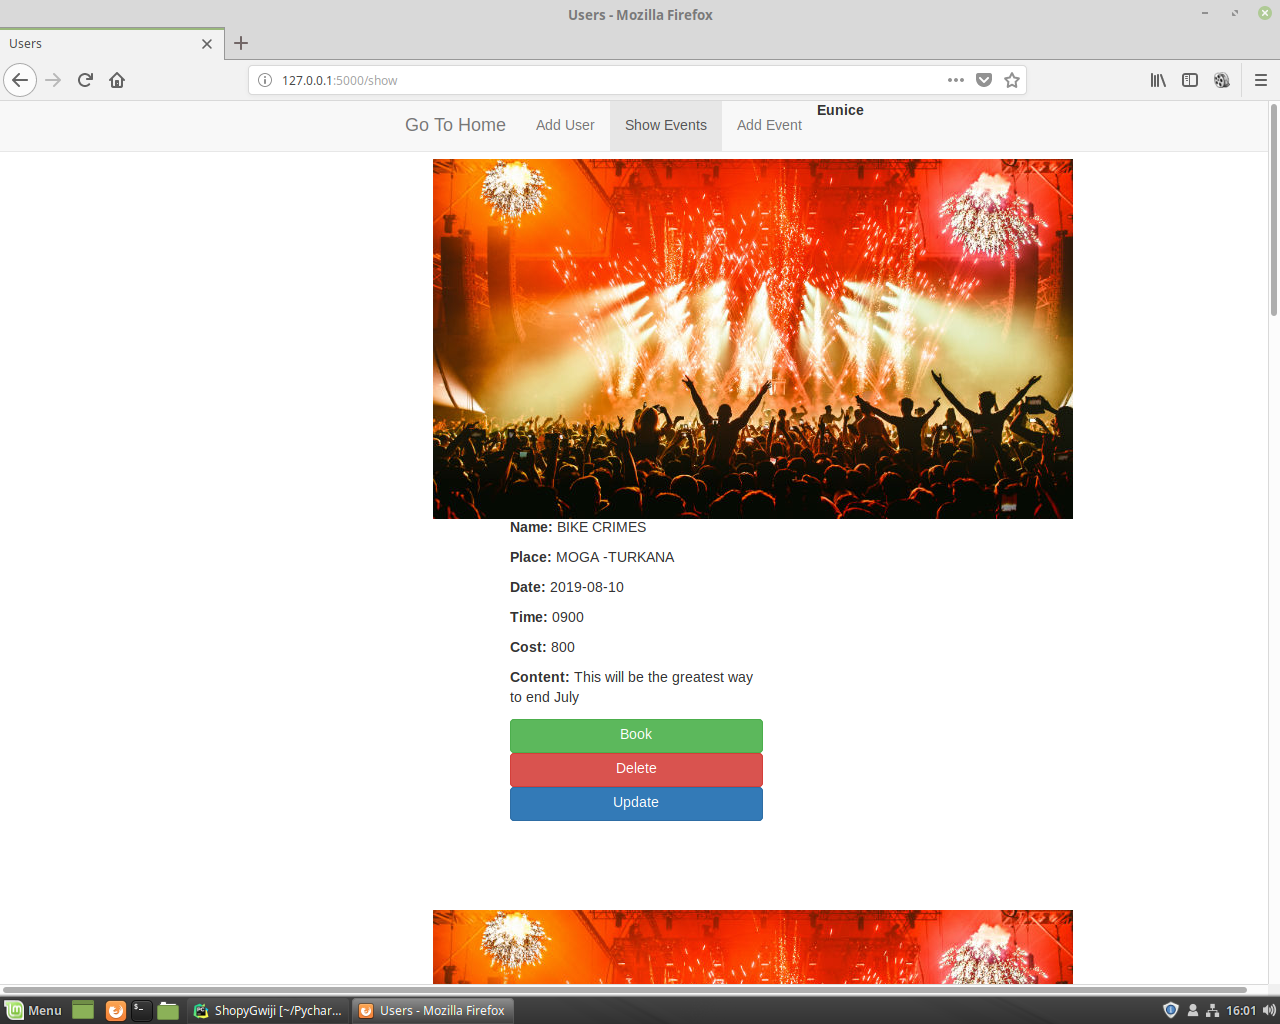 Users - Mozilla Firefox
Users
127.0.0.1:5000/show
Go To Home
Add User
Show Events
Add Event
Eunice
Name: BIKE CRIMES
Place: MOGA -TURKANA
Date: 2019-08-10
Time: 0900
Cost: 800
Content: This will be the greatest way
to end July
Book
Delete
Update
Menu
ShopyGwiji [~/Pychar...
Users - Mozilla Firefox
16:01